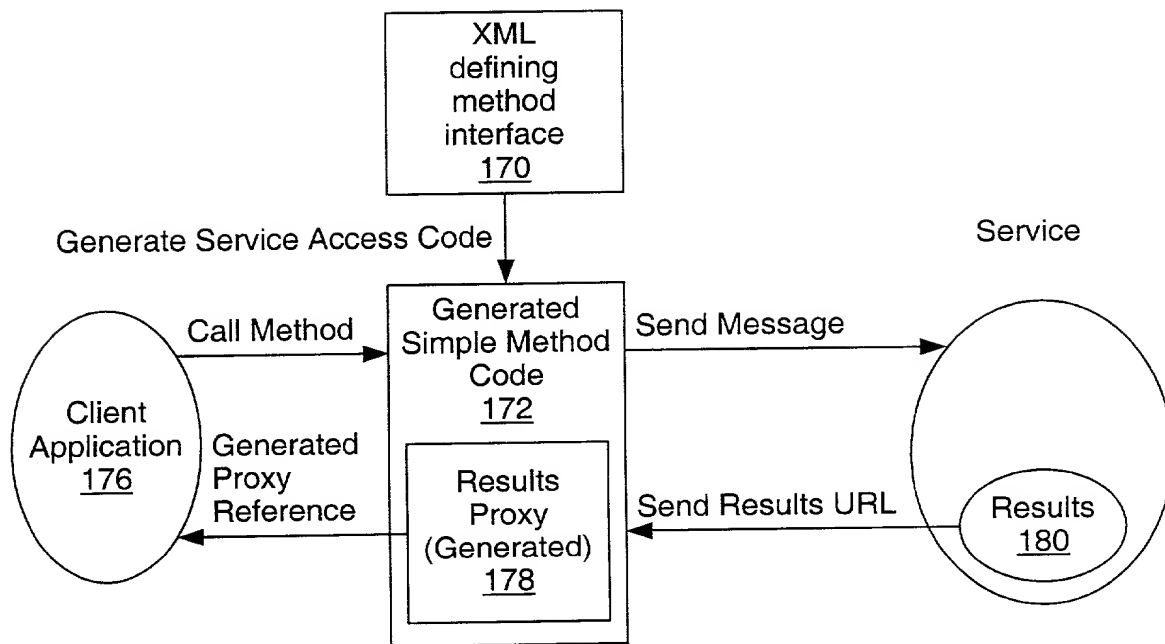 XML
defining
method
interface
170
Generate Service Access Code
Service
Client
Application
176
Call Method
Generated
Simple Method
Code
172
Send Message
Generated
Proxy
Reference
Results
Proxy
(Generated)
178
Send Results URL
Results
180